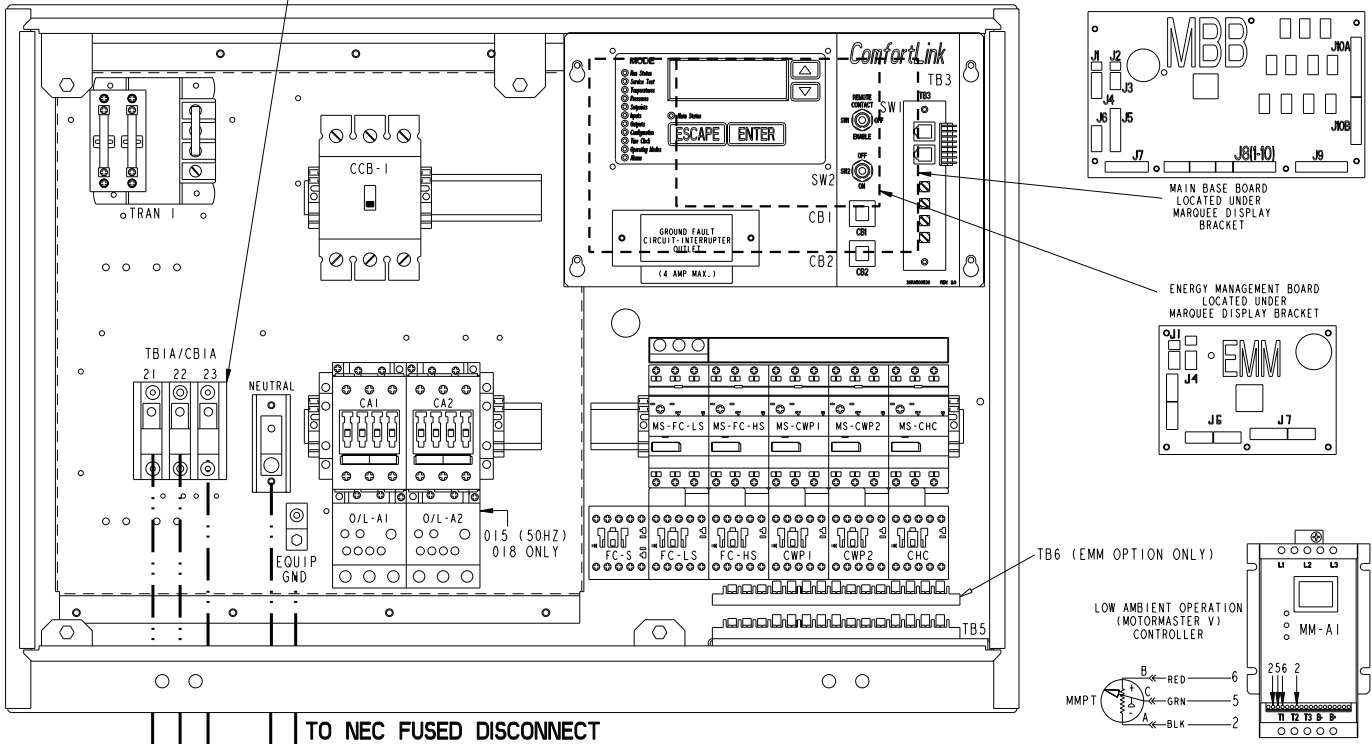 TRAN 1
CCB-1
MODE
Run Status
Service Test
Temperatures
Pressures
Setpoints
Inputs
Outputs
Configuration
Time Clock
Operating Modes
Alarms
Alarm Status
ESCAPE
ENTER
ComfortLink
TB3
TB3
REMOTE
CONTACT
SW1
SW1
OFF
ENABLE
OFF
SW2
SW2
ON
CB1
CB1
CB2
CB2
GROUND FAULT
CIRCUIT-INTERRUPTER
OUTLET
(4 AMP MAX.)
REV. 2.0
MBB
J1
J2
J3
J4
J5
J6
J7
J8(1-10)
J9
J10A
J10B
MAIN BASE BOARD
LOCATED UNDER
MARQUEE DISPLAY
BRACKET
ENERGY MANAGEMENT BOARD
LOCATED UNDER
MARQUEE DISPLAY BRACKET
EMM
J1
J4
J6
J7
TB1A/CB1A
21 22 23
NEUTRAL
EQUIP
GND
CA1
CA2
O/L-A1
O/L-A2
015 (50HZ)
018 ONLY
MS-FC-LS
MS-FC-HS
MS-CWP1
MS-CWP2
MS-CHC
FC-S
FC-LS
FC-HS
CWP1
CWP2
CHC
TB6 (EMM OPTION ONLY)
TB5
LOW AMBIENT OPERATION
(MOTORMASTER V)
CONTROLLER
L1 L2 L3
MM-A1
256 2
T1 T2 T3 B- B+
MMPT
B RED 6
C GRN 5
A BLK 2
TO NEC FUSED DISCONNECT